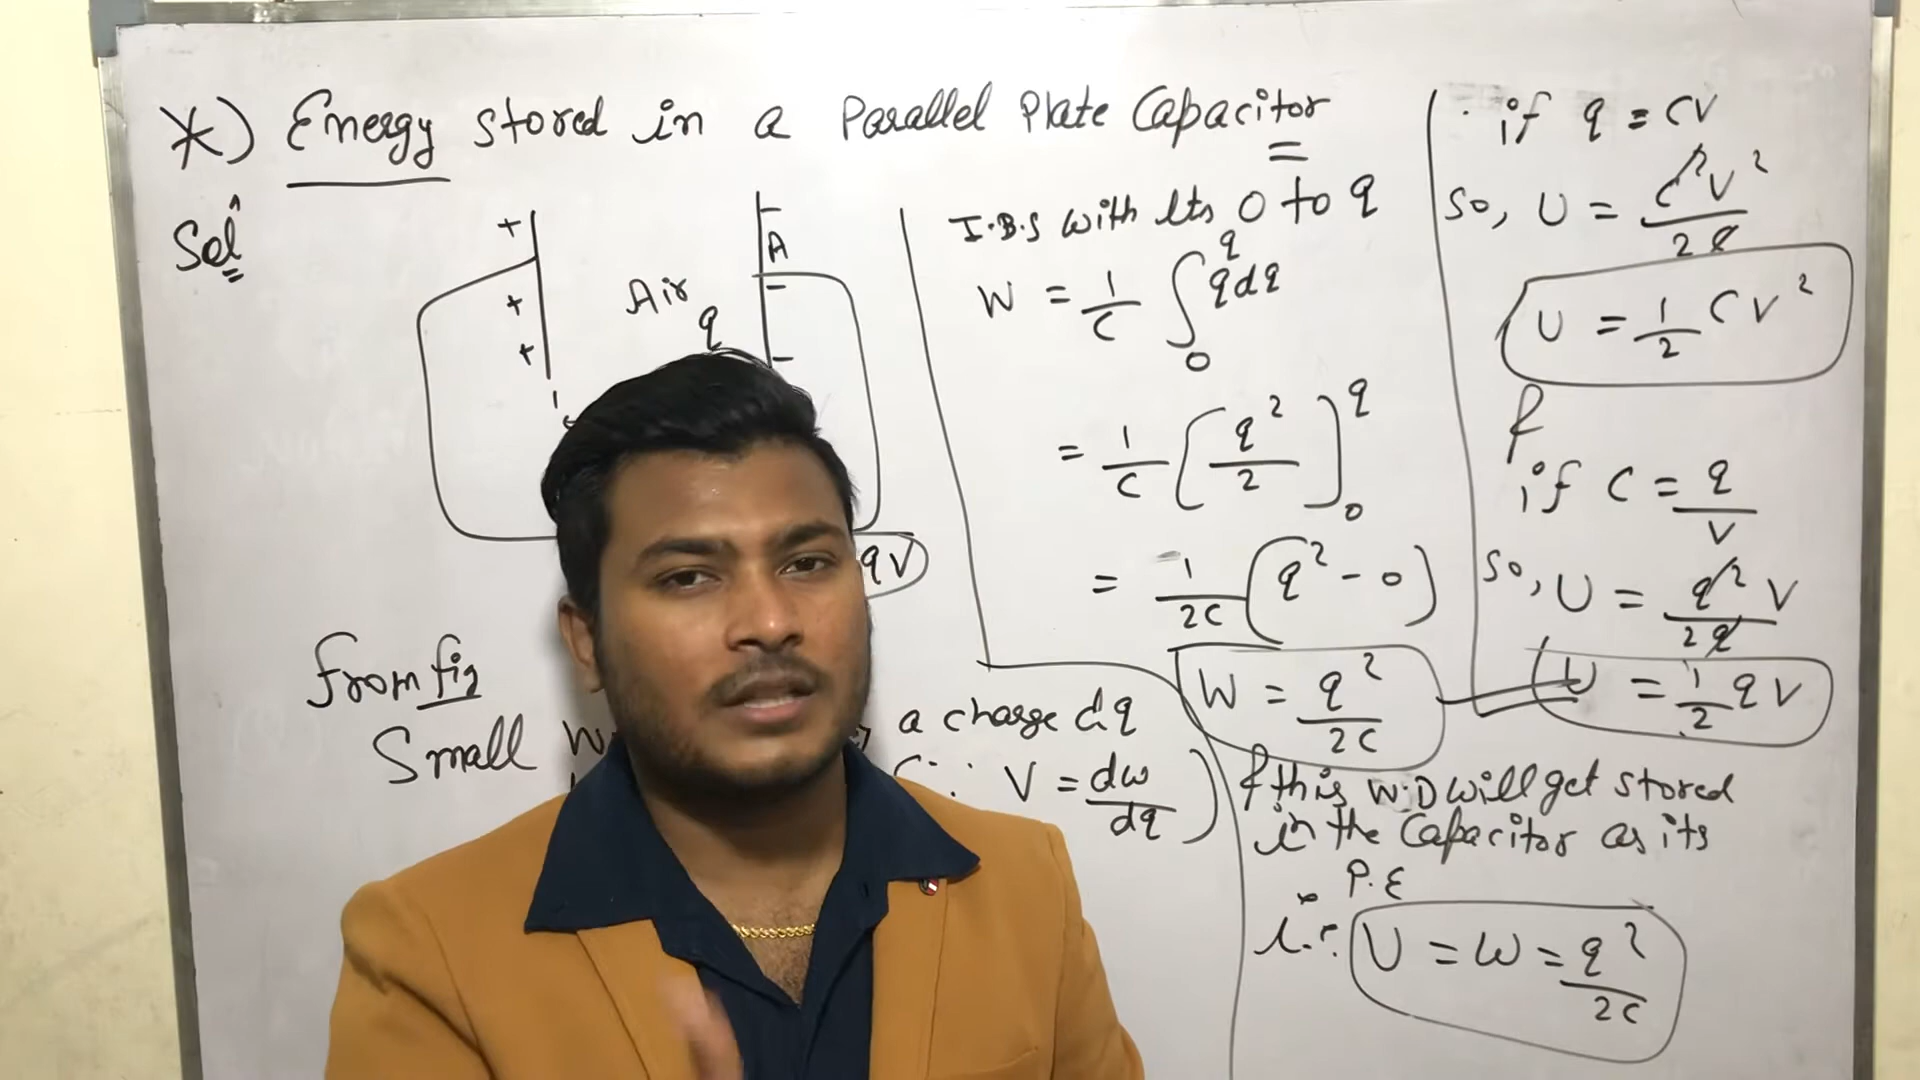 *) Energy stored in a Parallel Plate Capacitor
Solⁿ
+ + +
− − −
A
Air
q
qV
from fig
Small W
a charge dq
(∵ V = dw/dq)
I.B.S with lts 0 to q
W = 1/C ∫₀^q qdq
= 1/C [q²/2]₀^q
= 1/2C (q² - 0)
W = q²/2C
& this W.D will get stored
in the Capacitor as its
P.E
i.e. U = W = q²/2C
if q = CV
So, U = C²V²/2C
U = 1/2 CV²
&
if C = q/V
So, U = q²V/2q
U = 1/2 qV